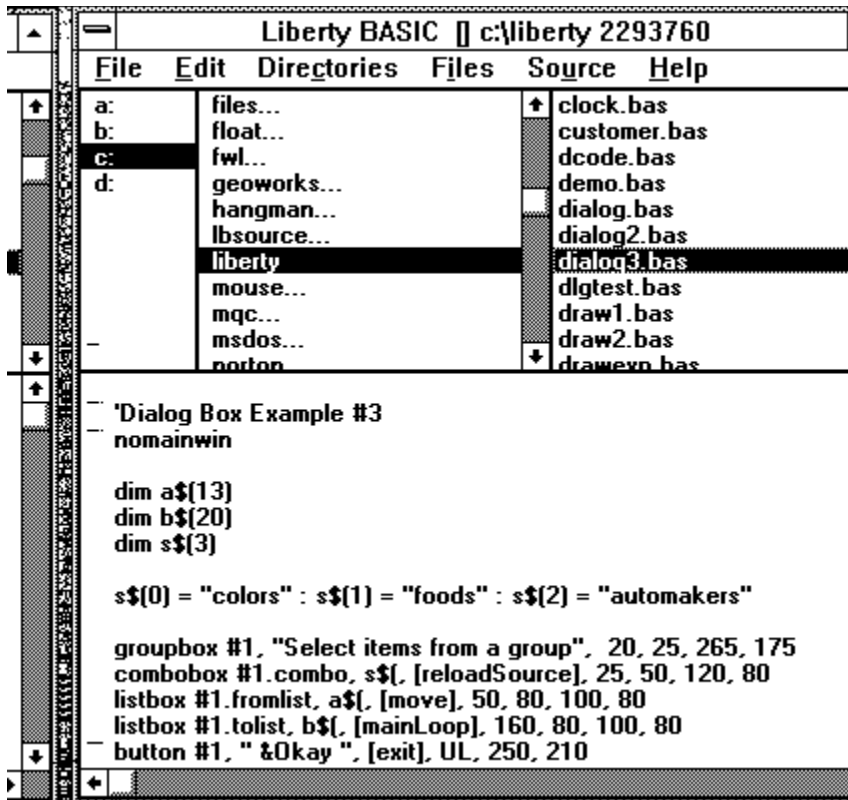 Liberty BASIC [] c:\liberty 2293760
File Edit Directories Files Source Help
a:
b:
c:
d:
files...
float...
fwl...
geoworks...
hangman...
lbsource...
liberty
mouse...
mqc...
msdos...
norton
clock.bas
customer.bas
dcode.bas
demo.bas
dialog.bas
dialog2.bas
dialog3.bas
dlgtest.bas
draw1.bas
draw2.bas
drawexp.bas
'Dialog Box Example #3
nomainwin
dim a$(13)
dim b$(20)
dim s$(3)
s$(0) = "colors" : s$(1) = "foods" : s$(2) = "automakers"
groupbox #1, "Select items from a group", 20, 25, 265, 175
combobox #1.combo, s$(, [reloadSource], 25, 50, 120, 80
listbox #1.fromlist, a$(, [move], 50, 80, 100, 80
listbox #1.tolist, b$(, [mainLoop], 160, 80, 100, 80
button #1, " &Okay ", [exit], UL, 250, 210